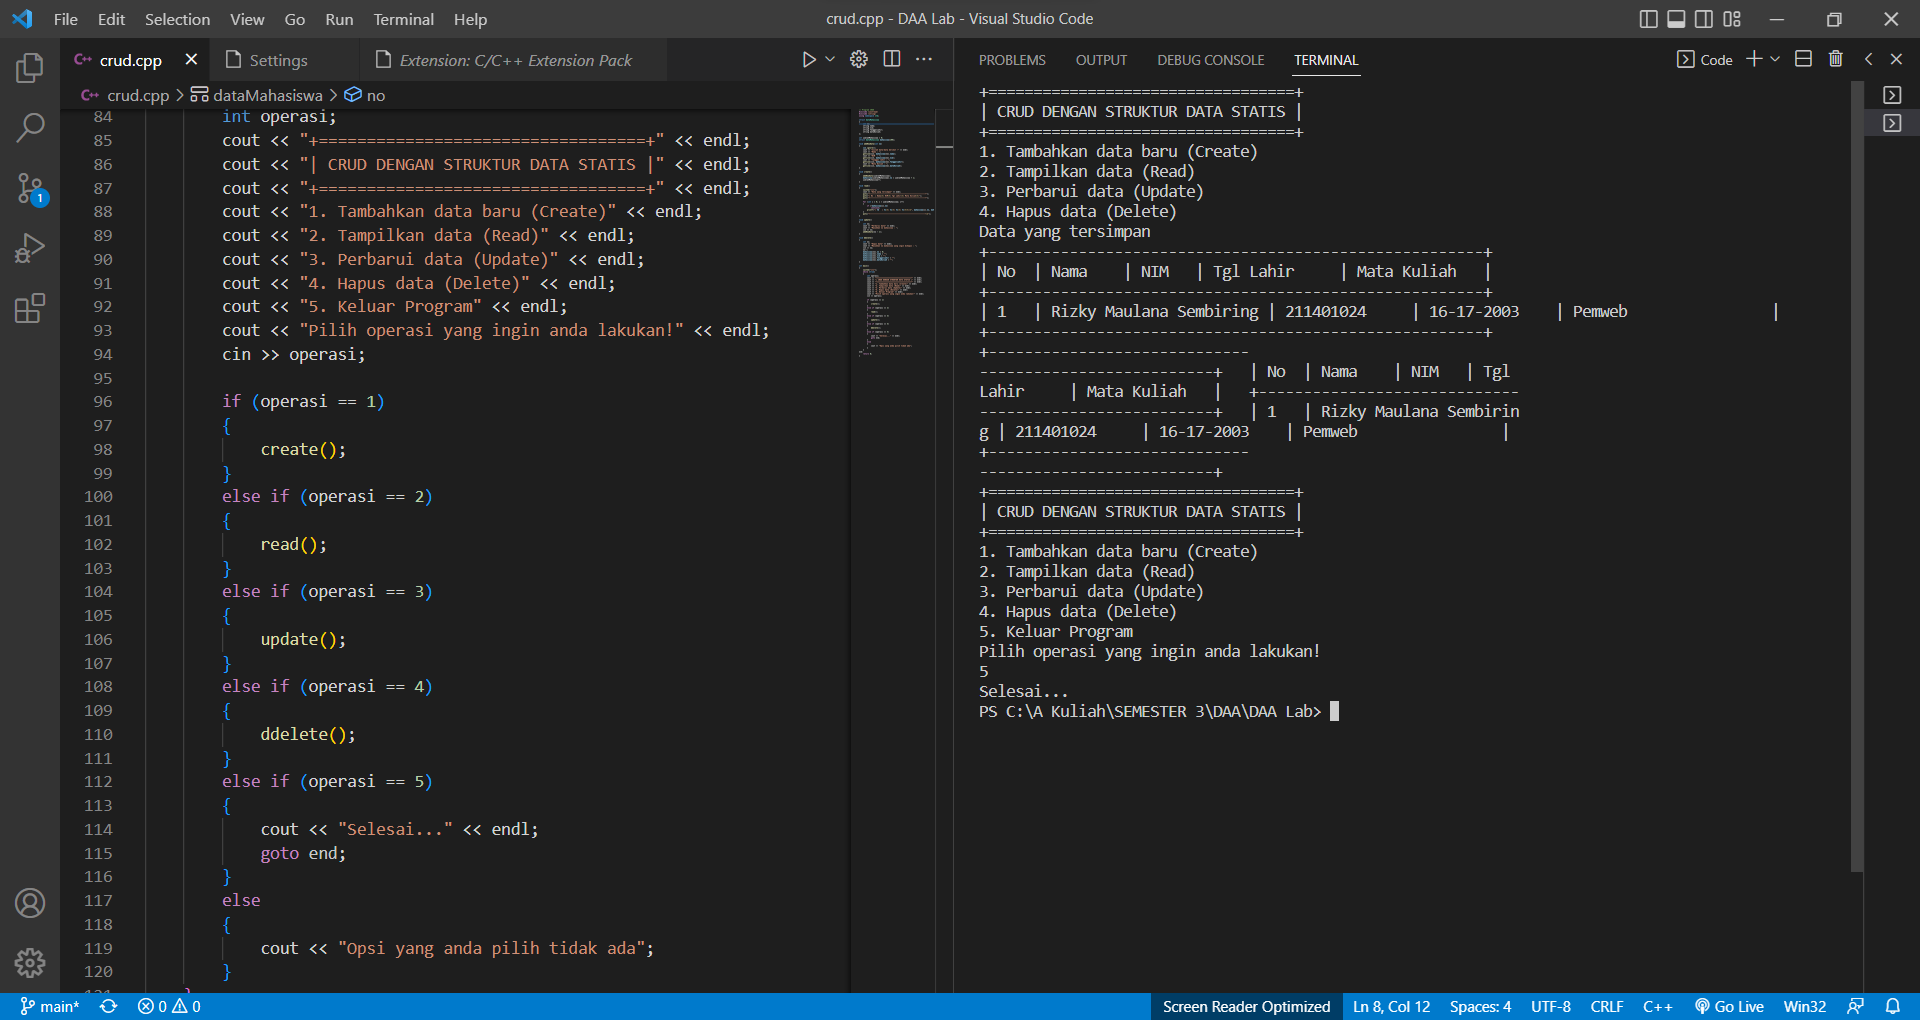 File Edit Selection View Go Run Terminal Help
crud.cpp - DAA Lab - Visual Studio Code
C++ crud.cpp
Settings
Extension: C/C++ Extension Pack
C++ crud.cpp > dataMahasiswa > no
84 int operasi;
85 cout << "+==================================+" << endl;
86 cout << "| CRUD DENGAN STRUKTUR DATA STATIS |" << endl;
87 cout << "+==================================+" << endl;
88 cout << "1. Tambahkan data baru (Create)" << endl;
89 cout << "2. Tampilkan data (Read)" << endl;
90 cout << "3. Perbarui data (Update)" << endl;
91 cout << "4. Hapus data (Delete)" << endl;
92 cout << "5. Keluar Program" << endl;
93 cout << "Pilih operasi yang ingin anda lakukan!" << endl;
94 cin >> operasi;
95
96 if (operasi == 1)
97 {
98 create();
99 }
100 else if (operasi == 2)
101 {
102 read();
103 }
104 else if (operasi == 3)
105 {
106 update();
107 }
108 else if (operasi == 4)
109 {
110 ddelete();
111 }
112 else if (operasi == 5)
113 {
114 cout << "Selesai..." << endl;
115 goto end;
116 }
117 else
118 {
119 cout << "Opsi yang anda pilih tidak ada";
120 }
PROBLEMS OUTPUT DEBUG CONSOLE TERMINAL
Code
+==================================+
| CRUD DENGAN STRUKTUR DATA STATIS |
+==================================+
1. Tambahkan data baru (Create)
2. Tampilkan data (Read)
3. Perbarui data (Update)
4. Hapus data (Delete)
Data yang tersimpan
+-------------------------------------------------------+
| No | Nama | NIM | Tgl Lahir | Mata Kuliah |
+-------------------------------------------------------+
| 1 | Rizky Maulana Sembiring | 211401024 | 16-17-2003 | Pemweb |
+-------------------------------------------------------+
+-----------------------------
--------------------------+ | No | Nama | NIM | Tgl
Lahir | Mata Kuliah | +-----------------------------
--------------------------+ | 1 | Rizky Maulana Sembirin
g | 211401024 | 16-17-2003 | Pemweb |
+-----------------------------
--------------------------+
+==================================+
| CRUD DENGAN STRUKTUR DATA STATIS |
+==================================+
1. Tambahkan data baru (Create)
2. Tampilkan data (Read)
3. Perbarui data (Update)
4. Hapus data (Delete)
5. Keluar Program
Pilih operasi yang ingin anda lakukan!
5
Selesai...
PS C:\A Kuliah\SEMESTER 3\DAA\DAA Lab>
1
main* 0 0
Screen Reader Optimized Ln 8, Col 12 Spaces: 4 UTF-8 CRLF C++ Go Live Win32